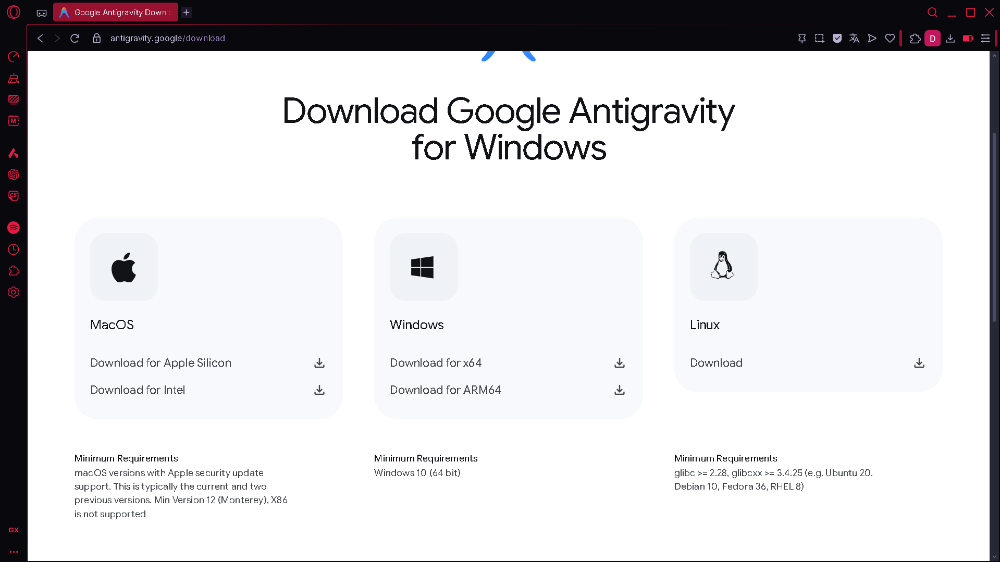 Google Antigravity Downl
antigravity.google/download
D
M
CS
GX
Download Google Antigravity
for Windows
MacOS
Download for Apple Silicon
Download for Intel
Windows
Download for x64
Download for ARM64
Linux
Download
Minimum Requirements
macOS versions with Apple security update
support. This is typically the current and two
previous versions. Min Version 12 (Monterey), X86
is not supported
Minimum Requirements
Windows 10 (64 bit)
Minimum Requirements
glibc >= 2.28, glibcxx >= 3.4.25 (e.g. Ubuntu 20.
Debian 10, Fedora 36, RHEL 8)